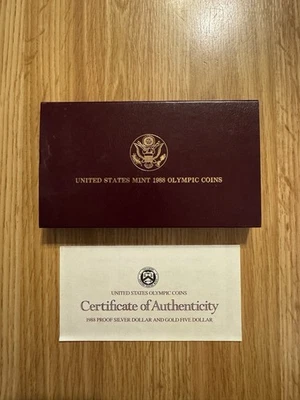 UNITED STATES MINT 1988 OLYMPIC COINS
UNITED STATES OLYMPIC COINS
Certificate of Authenticity
1988 PROOF SILVER DOLLAR AND GOLD FIVE DOLLAR